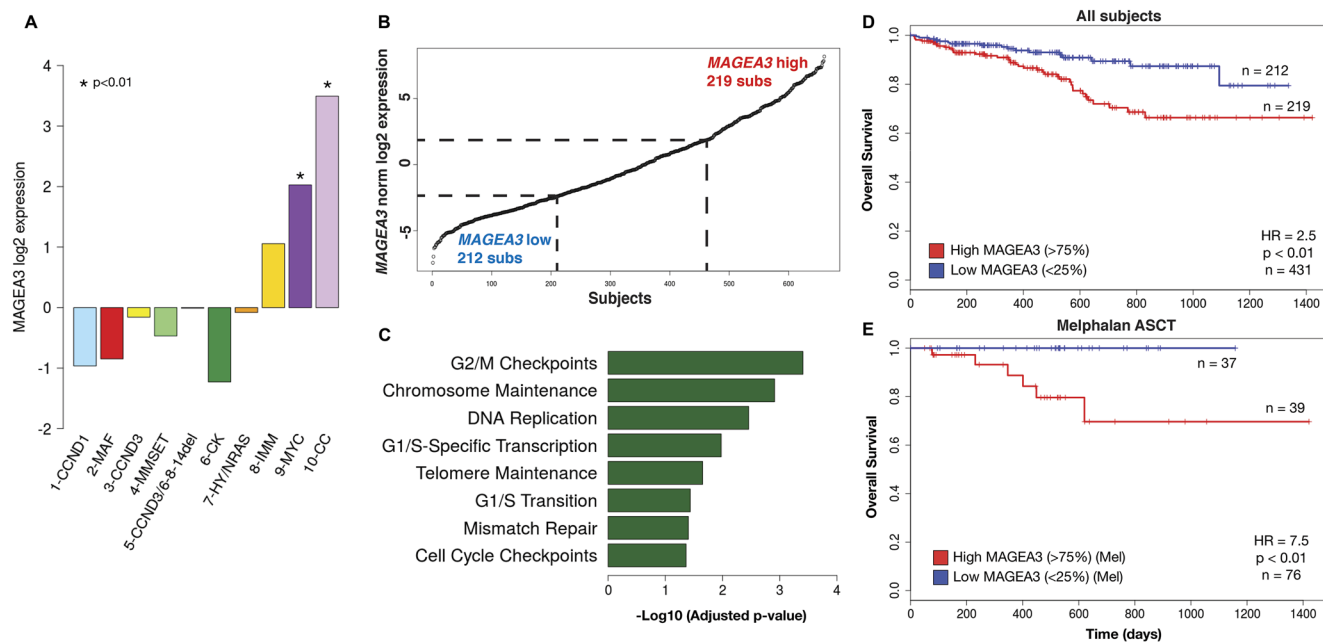 A
4
3
2
1
0
-1
-2
MAGEA3 log2 expression
* p<0.01
*
*
1-CCND1
2-MAF
3-CCND3
4-MMSET
5-CCND3/6-8-14del
6-CK
7-HY/NRAS
8-IMM
9-MYC
10-CC
B
MAGEA3 norm log2 expression
5
0
-5
MAGEA3 high
219 subs
MAGEA3 low
212 subs
0 100 200 300 400 500 600
Subjects
C
G2/M Checkpoints
Chromosome Maintenance
DNA Replication
G1/S-Specific Transcription
Telomere Maintenance
G1/S Transition
Mismatch Repair
Cell Cycle Checkpoints
0 1 2 3 4
-Log10 (Adjusted p-value)
D
All subjects
Overall Survival
1.0
0.8
0.6
0.4
0.2
0.0
n = 212
n = 219
High MAGEA3 (>75%)
Low MAGEA3 (<25%)
HR = 2.5
p < 0.01
n = 431
0 200 400 600 800 1000 1200 1400
E
Melphalan ASCT
Overall Survival
1.0
0.8
0.6
0.4
0.2
0.0
n = 37
n = 39
High MAGEA3 (>75%) (Mel)
Low MAGEA3 (<25%) (Mel)
HR = 7.5
p < 0.01
n = 76
0 200 400 600 800 1000 1200 1400
Time (days)